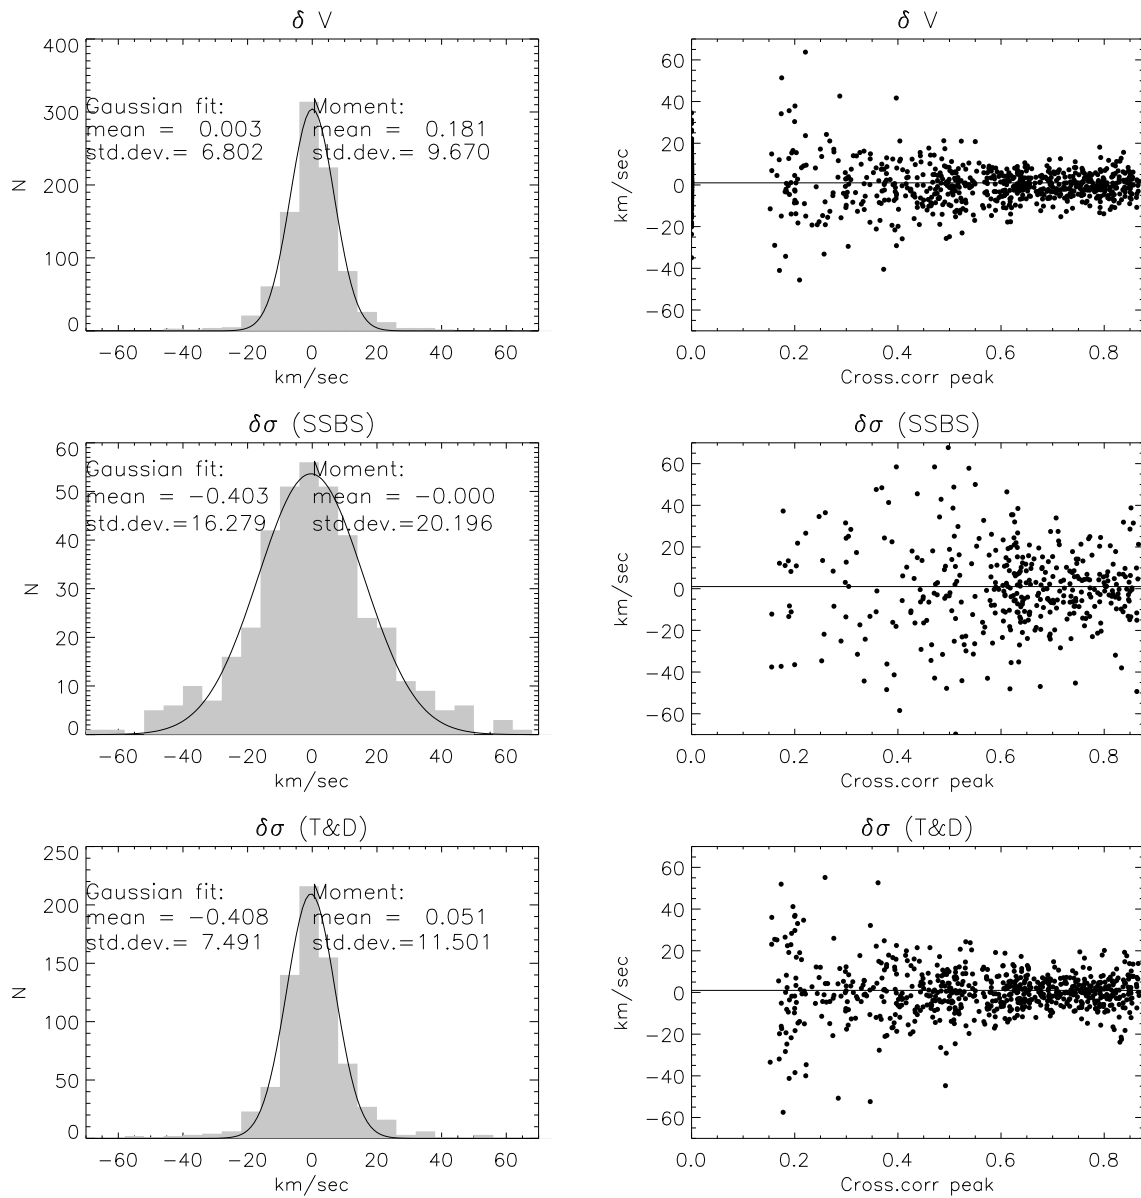 δ V
400
300
200
100
0
N
Gaussian fit:
mean = 0.003
std.dev.= 6.802
Moment:
mean = 0.181
std.dev.= 9.670
−60 −40 −20 0 20 40 60
km/sec
δ V
60
40
20
0
−20
−40
−60
km/sec
0.0 0.2 0.4 0.6 0.8
Cross.corr peak
δσ (SSBS)
60
50
40
30
20
10
0
N
Gaussian fit:
mean = −0.403
std.dev.=16.279
Moment:
mean = −0.000
std.dev.=20.196
−60 −40 −20 0 20 40 60
km/sec
δσ (SSBS)
60
40
20
0
−20
−40
−60
km/sec
0.0 0.2 0.4 0.6 0.8
Cross.corr peak
δσ (T&D)
250
200
150
100
50
0
N
Gaussian fit:
mean = −0.408
std.dev.= 7.491
Moment:
mean = 0.051
std.dev.=11.501
−60 −40 −20 0 20 40 60
km/sec
δσ (T&D)
60
40
20
0
−20
−40
−60
km/sec
0.0 0.2 0.4 0.6 0.8
Cross.corr peak